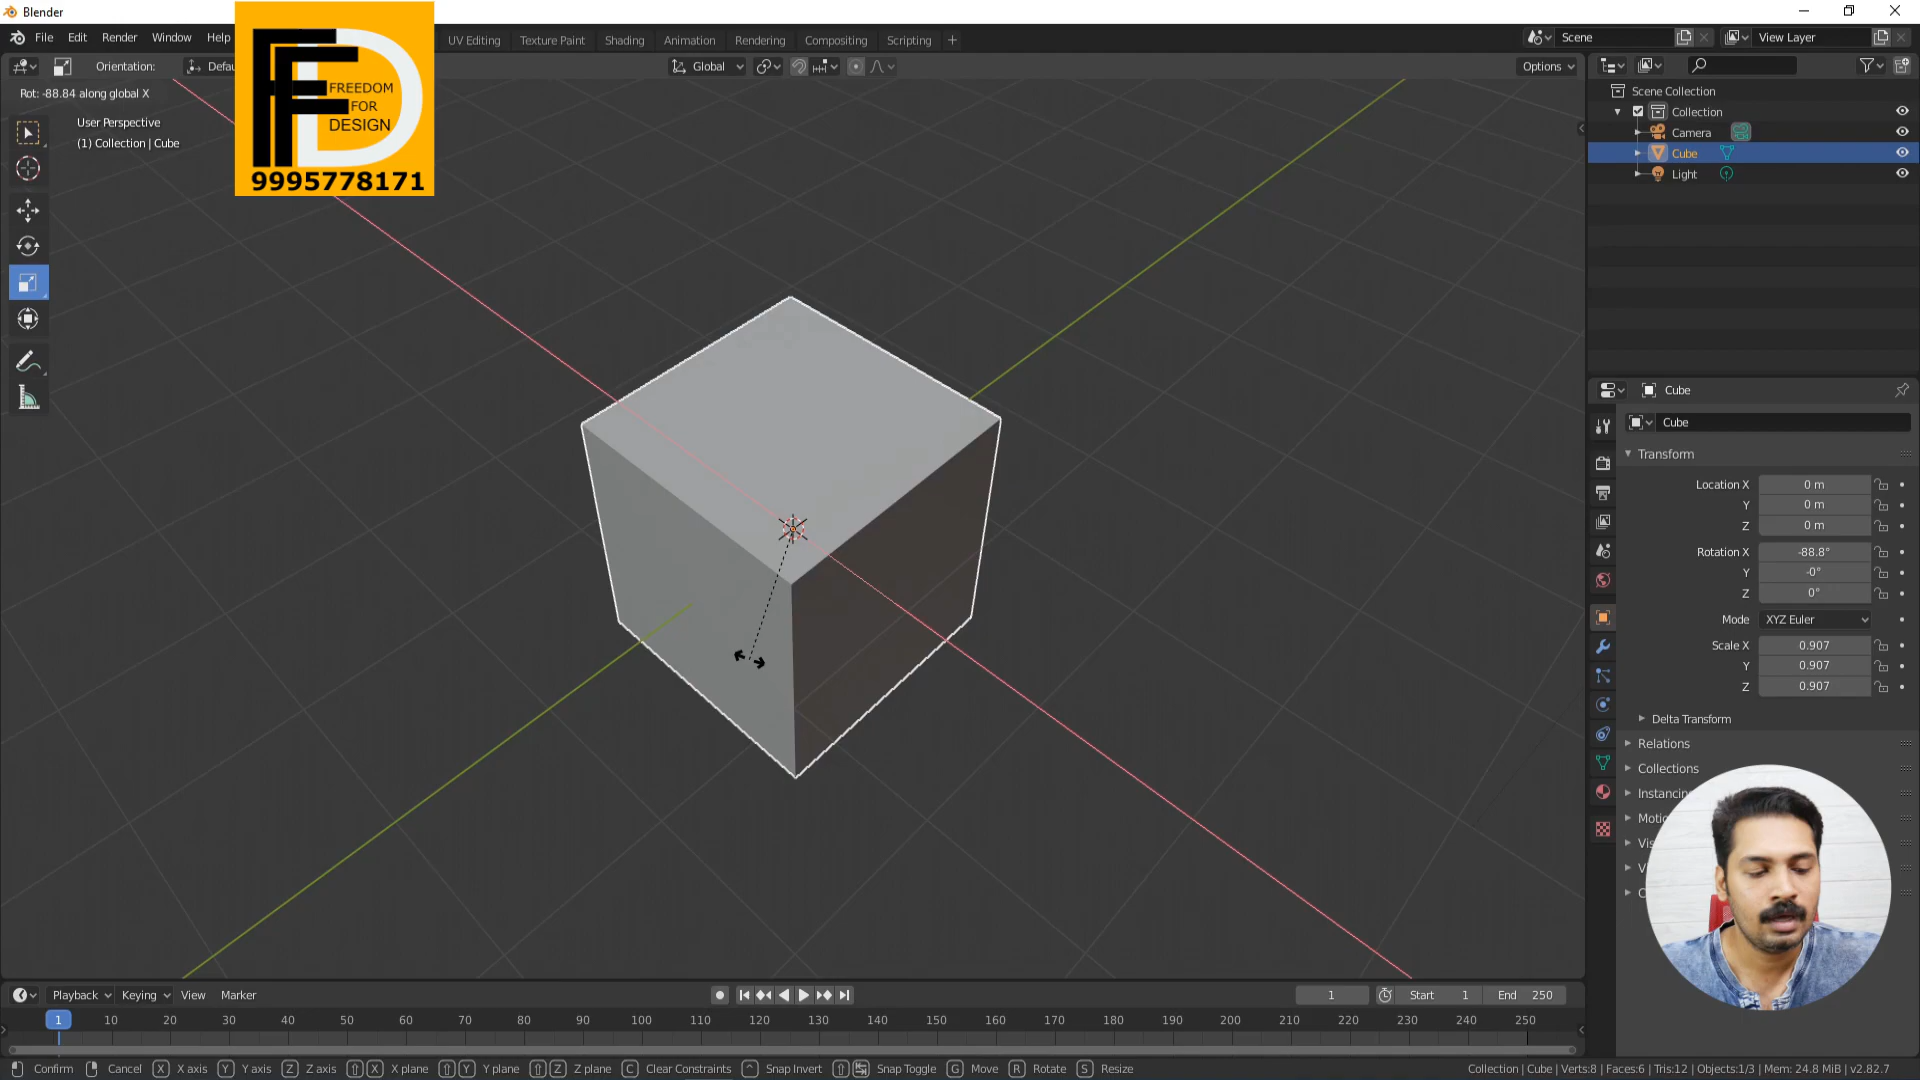 Blender
File Edit Render Window Help
UV Editing Texture Paint Shading Animation Rendering Compositing Scripting +
Scene
View Layer
Orientation:
Defau
Global
Options
Rot: -88.84 along global X
User Perspective
(1) Collection | Cube
FREEDOM
FOR
DESIGN
9995778171
Scene Collection
Collection
Camera
Cube
Light
Cube
Cube
Transform
Location X 0 m
Y 0 m
Z 0 m
Rotation X -88.8°
Y -0°
Z 0°
Mode XYZ Euler
Scale X 0.907
Y 0.907
Z 0.907
Delta Transform
Relations
Collections
Instancing
Motio
Vis
V
C
Playback Keying View Marker
1 Start 1 End 250
1 10 20 30 40 50 60 70 80 90 100 110 120 130 140 150 160 170 180 190 200 210 220 230 240 250
Confirm Cancel X X axis Y Y axis Z Z axis X X plane Y Y plane Z Z plane C Clear Constraints ^ Snap Invert Snap Toggle G Move R Rotate S Resize
Collection | Cube | Verts:8 | Faces:6 | Tris:12 | Objects:1/3 | Mem: 24.8 MiB | v2.82.7